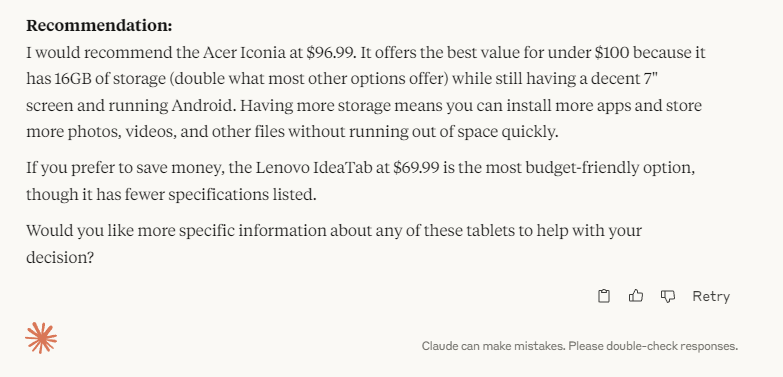 Recommendation:
I would recommend the Acer Iconia at $96.99. It offers the best value for under $100 because it
has 16GB of storage (double what most other options offer) while still having a decent 7"
screen and running Android. Having more storage means you can install more apps and store
more photos, videos, and other files without running out of space quickly.
If you prefer to save money, the Lenovo IdeaTab at $69.99 is the most budget-friendly option,
though it has fewer specifications listed.
Would you like more specific information about any of these tablets to help with your
decision?
Retry
Claude can make mistakes. Please double-check responses.